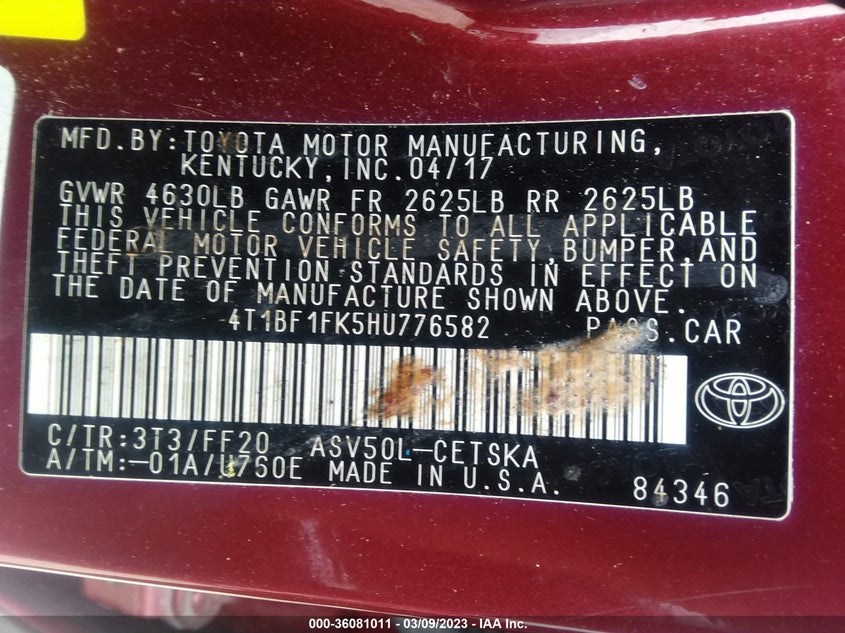 MFD.BY:TOYOTA MOTOR MANUFACTURING,
KENTUCKY,INC.04/17
GVWR 4630LB GAWR FR 2625LB RR 2625LB
THIS VEHICLE CONFORMS TO ALL APPLICABLE
FEDERAL MOTOR VEHICLE SAFETY,BUMPER,AND
THEFT PREVENTION STANDARDS IN EFFECT ON
THE DATE OF MANUFACTURE SHOWN ABOVE.
4T1BF1FK5HU776582 PASS.CAR
C/TR:3T3/FF20 ASV50L-CETSKA
A/TM:-01A/U760E MADE IN U.S.A. 84346
000-36081011 - 03/09/2023 - IAA Inc.